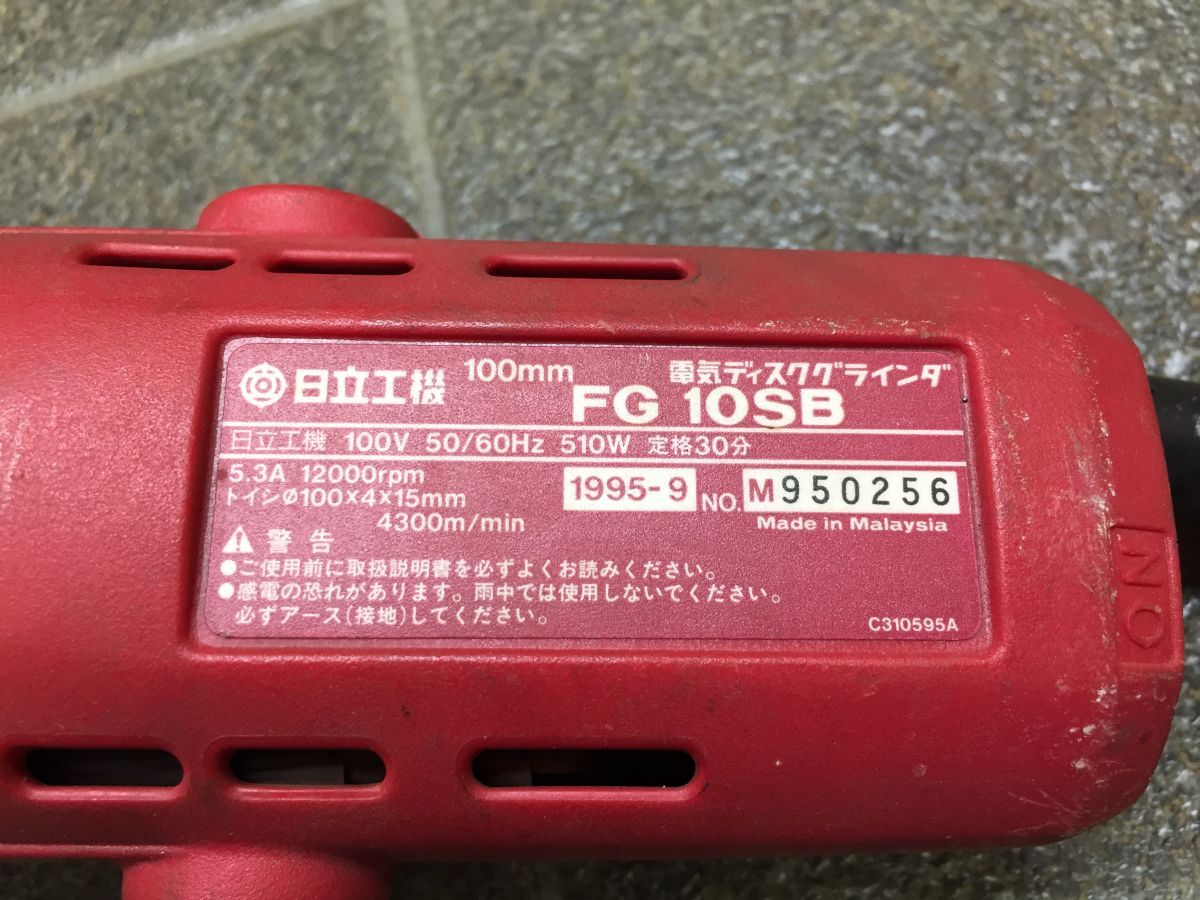 日立工機 100mm 電気ディスクグラインダ
FG 10SB
日立工機 100V 50/60Hz 510W 定格30分
5.3A 12000rpm
トイシφ100×4×15mm
4300m/min
1995-9 NO. M950256
Made in Malaysia
警告
●ご使用前に取扱説明書を必ずよくお読みください。
●感電の恐れがあります。雨中では使用しないでください。
必ずアース(接地)してください。
C310595A
ON